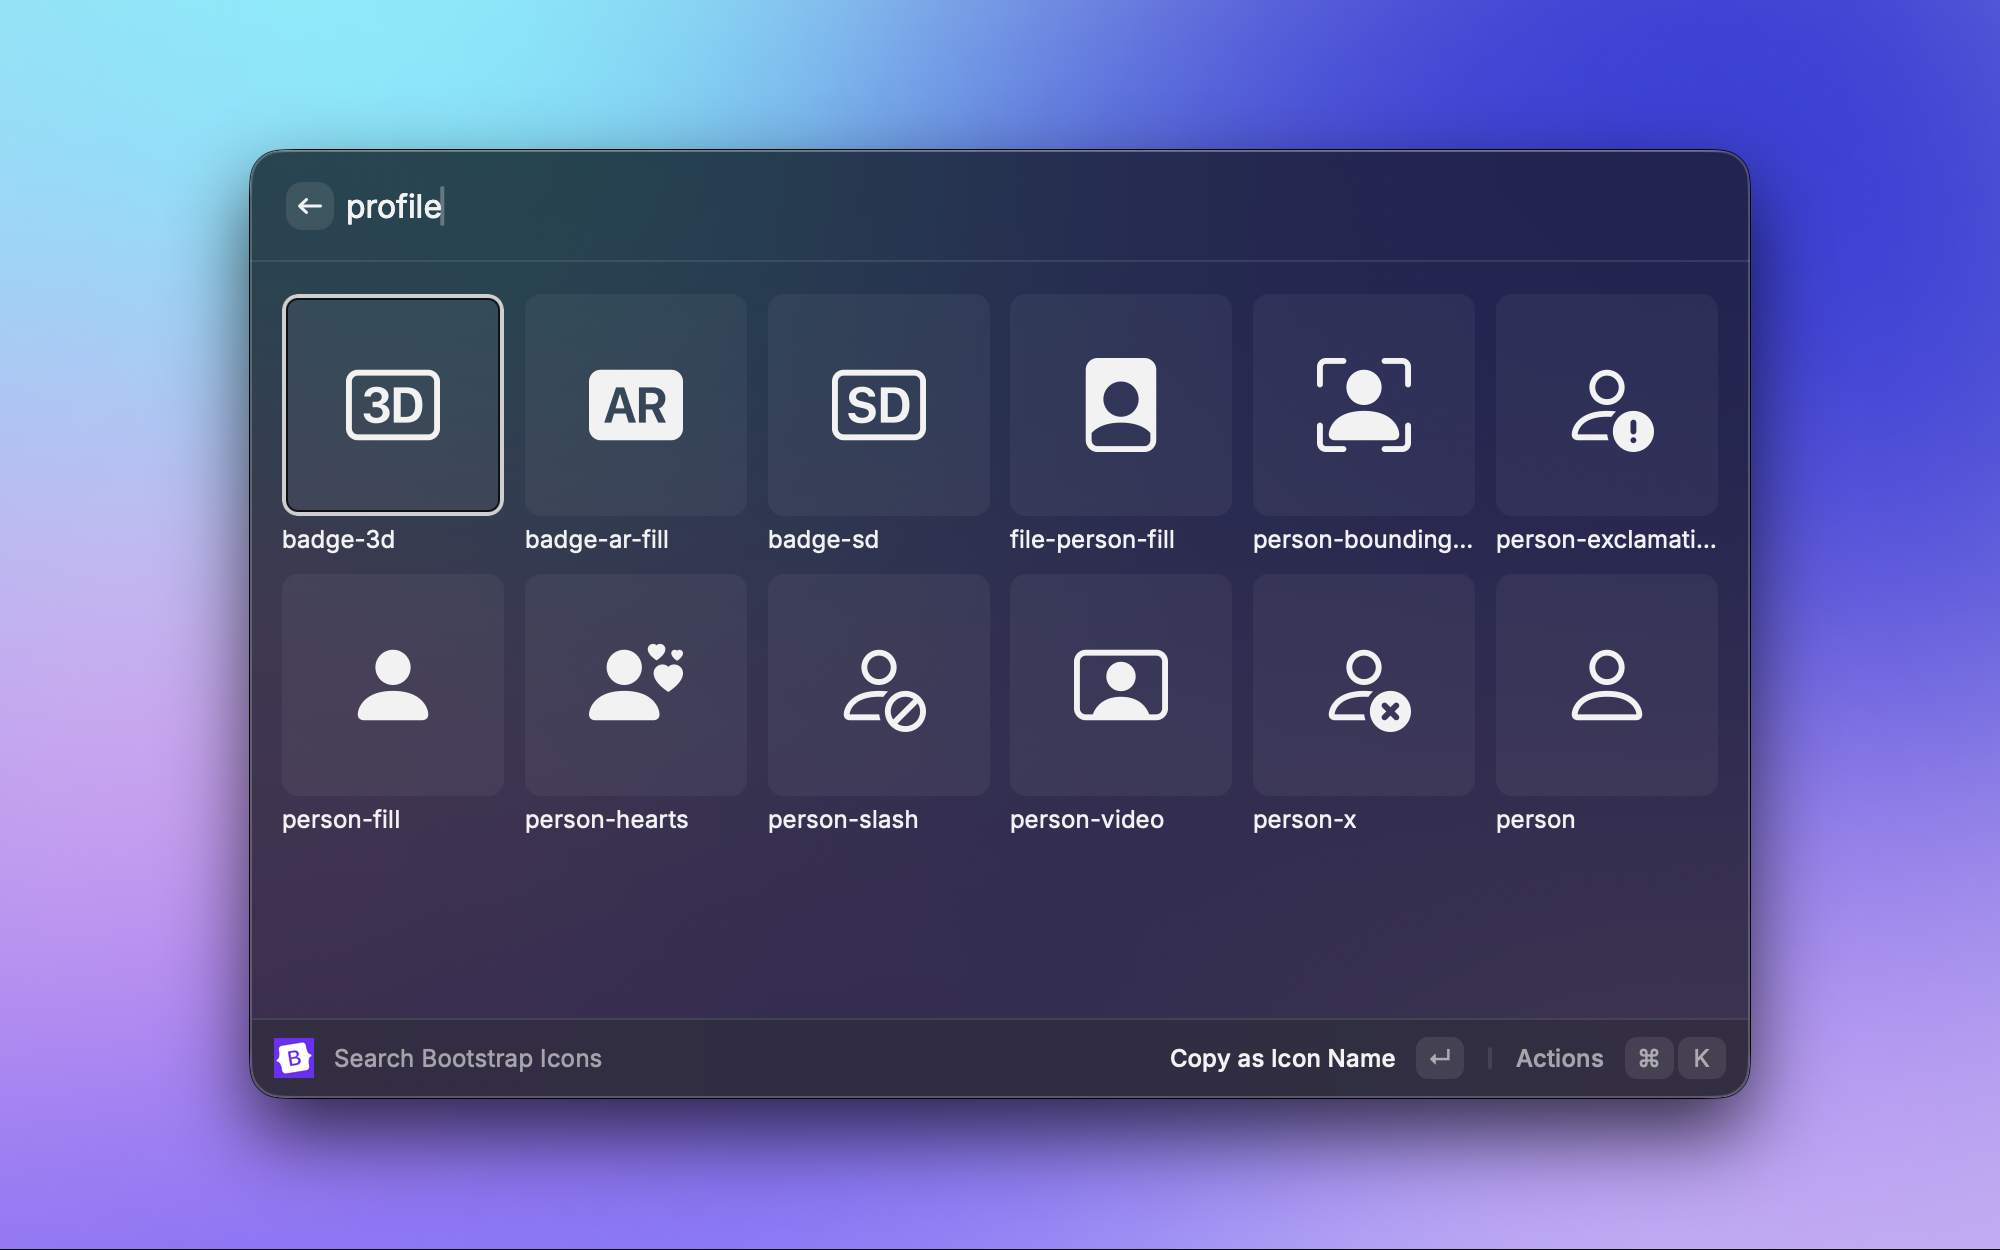 profile
3D
AR
SD
badge-3d
badge-ar-fill
badge-sd
file-person-fill
person-bounding...
person-exclamati...
person-fill
person-hearts
person-slash
person-video
person-x
person
B
Search Bootstrap Icons
Copy as Icon Name
Actions
⌘
K